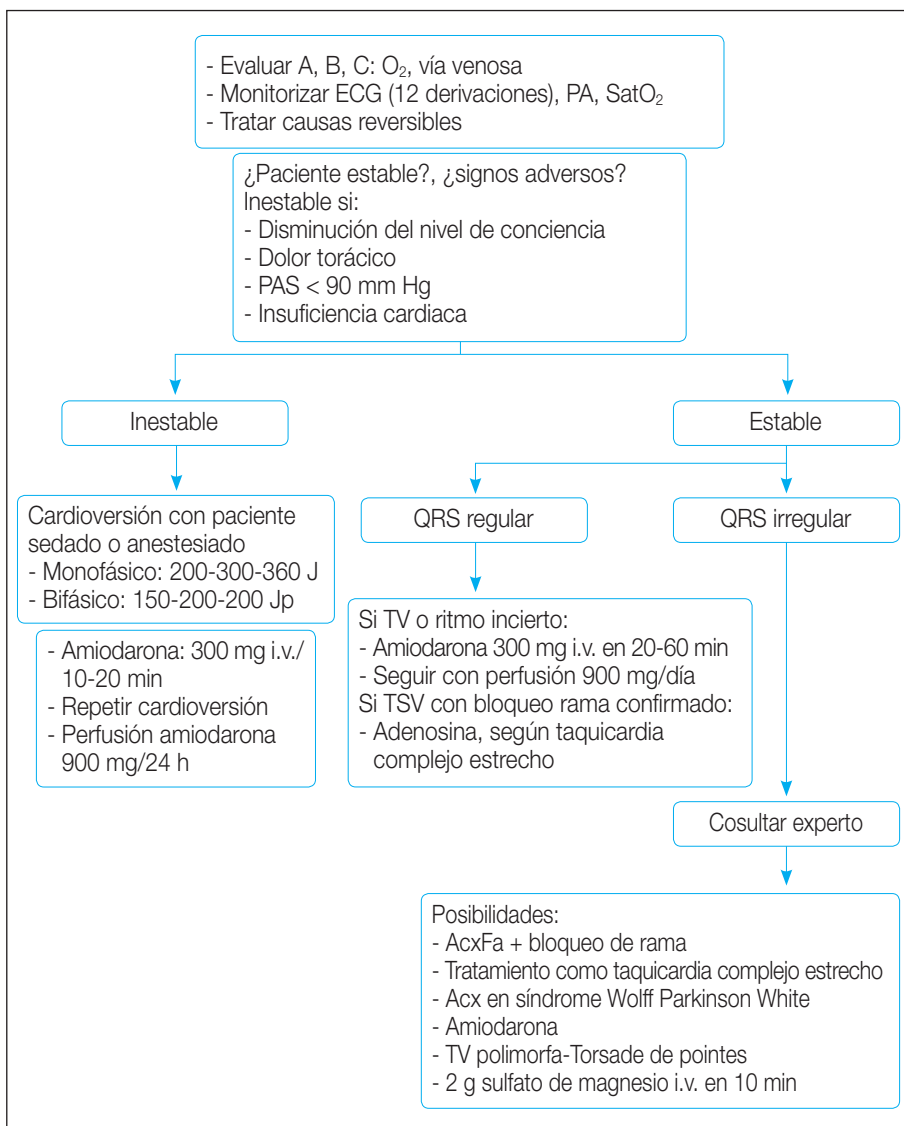 - Evaluar A, B, C: O₂, vía venosa
- Monitorizar ECG (12 derivaciones), PA, SatO₂
- Tratar causas reversibles
¿Paciente estable?, ¿signos adversos?
Inestable si:
- Disminución del nivel de conciencia
- Dolor torácico
- PAS < 90 mm Hg
- Insuficiencia cardiaca
Inestable
Estable
Cardioversión con paciente
sedado o anestesiado
- Monofásico: 200-300-360 J
- Bifásico: 150-200-200 Jp
- Amiodarona: 300 mg i.v./
10-20 min
- Repetir cardioversión
- Perfusión amiodarona
900 mg/24 h
QRS regular
QRS irregular
Si TV o ritmo incierto:
- Amiodarona 300 mg i.v. en 20-60 min
- Seguir con perfusión 900 mg/día
Si TSV con bloqueo rama confirmado:
- Adenosina, según taquicardia
complejo estrecho
Cosultar experto
Posibilidades:
- AcxFa + bloqueo de rama
- Tratamiento como taquicardia complejo estrecho
- Acx en síndrome Wolff Parkinson White
- Amiodarona
- TV polimorfa-Torsade de pointes
- 2 g sulfato de magnesio i.v. en 10 min